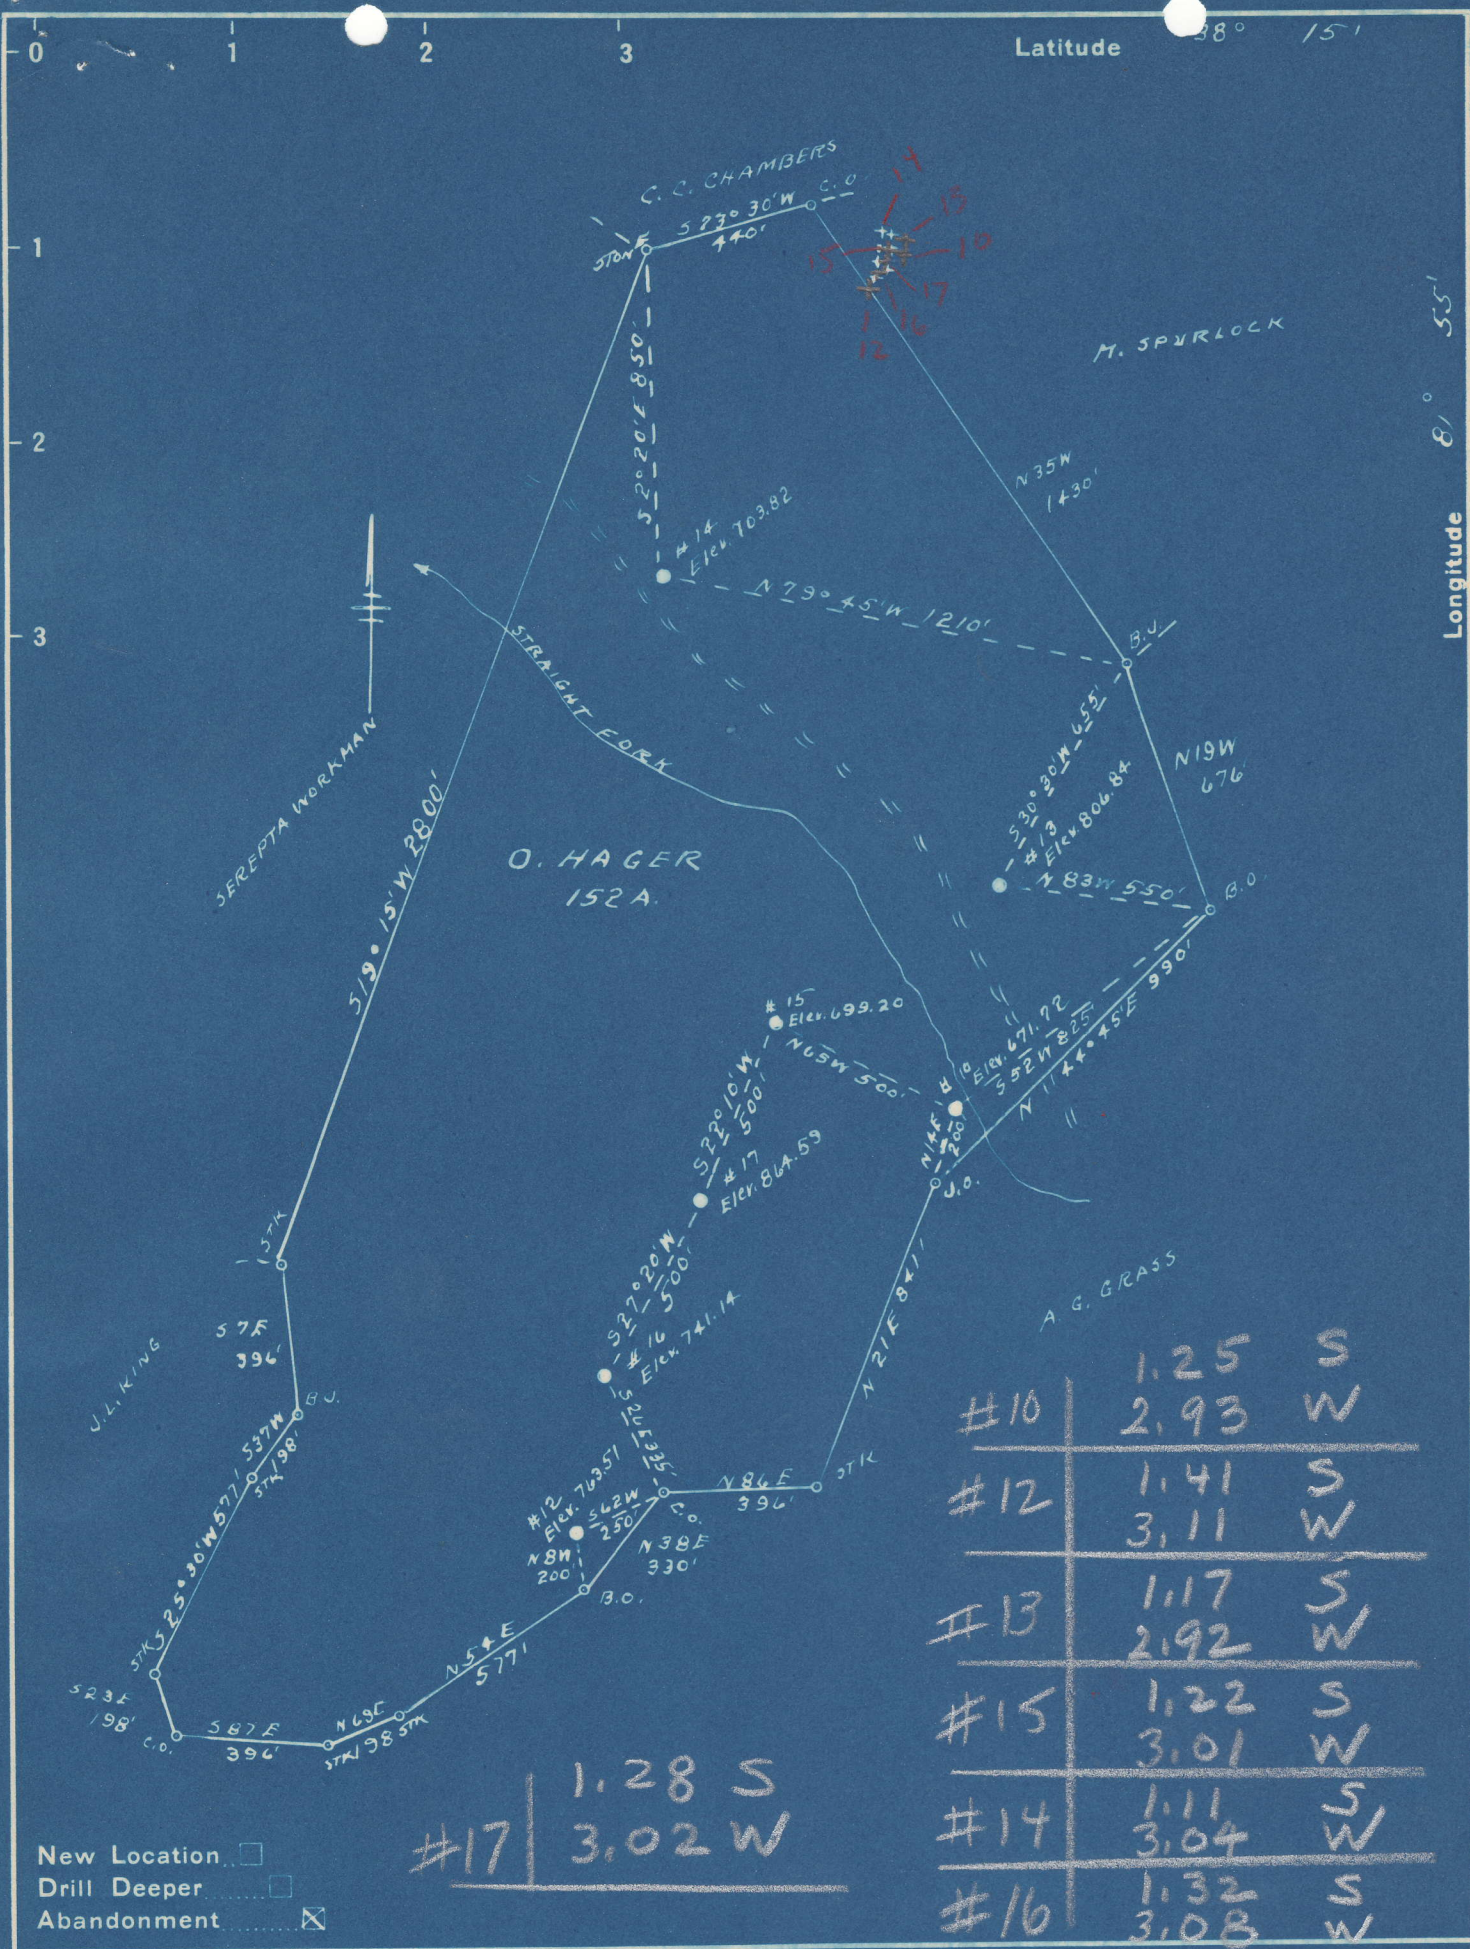 0 1 2 3 Latitude 38° 15'
1
2
3
81° 55'
Longitude
C. C. CHAMBERS
C.O.
S 73° 30' W
440'
STONE
14
13
15
10
17
16
12
M. SPURLOCK
S 2° 20' E 850'
N 35 W
1430'
#14
Elev. 703.82
N 79° 45' W 1210'
B.J.
STRAIGHT FORK
S 30° 30' W 655'
N 19 W
676'
#13
Elev. 806.84
SEREPTA WORKMAN
S 19° 15' W 2800'
O. HAGER
152 A.
N 83 W 550'
B.O.
#15
Elev. 699.20
N 65 W 500'
#10
Elev. 671.72
S 52 W 825'
N 44° 45' E 990'
S 22° 10' W
500'
N 14 E
200'
J.O.
#17
Elev. 864.59
S 27° 20' W
500'
STK
A. G. GRASS
#16
Elev. 741.14
S 7 E
396'
N 21 E 841'
J.L. KING
B.J.
S 37 W
198'
STK
S 26 E 335'
N 86 E
396'
STK
#12
Elev. 763.51
S 62 W
250'
C.O.
N 8 W
200'
N 38 E
330'
B.O.
S 25° 30' W 577'
STK
N 54 E
577'
S 23 E
198'
C.O.
S 87 E
396'
N 69 E
STK 198 STK
1.25 S
#10 2.93 W
#12 1.41 S
3.11 W
#13 1.17 S
2.92 W
#15 1.22 S
3.01 W
#14 1.11 S
3.04 W
#16 1.32 S
3.08 W
1.28 S
#17 3.02 W
New Location
Drill Deeper
Abandonment